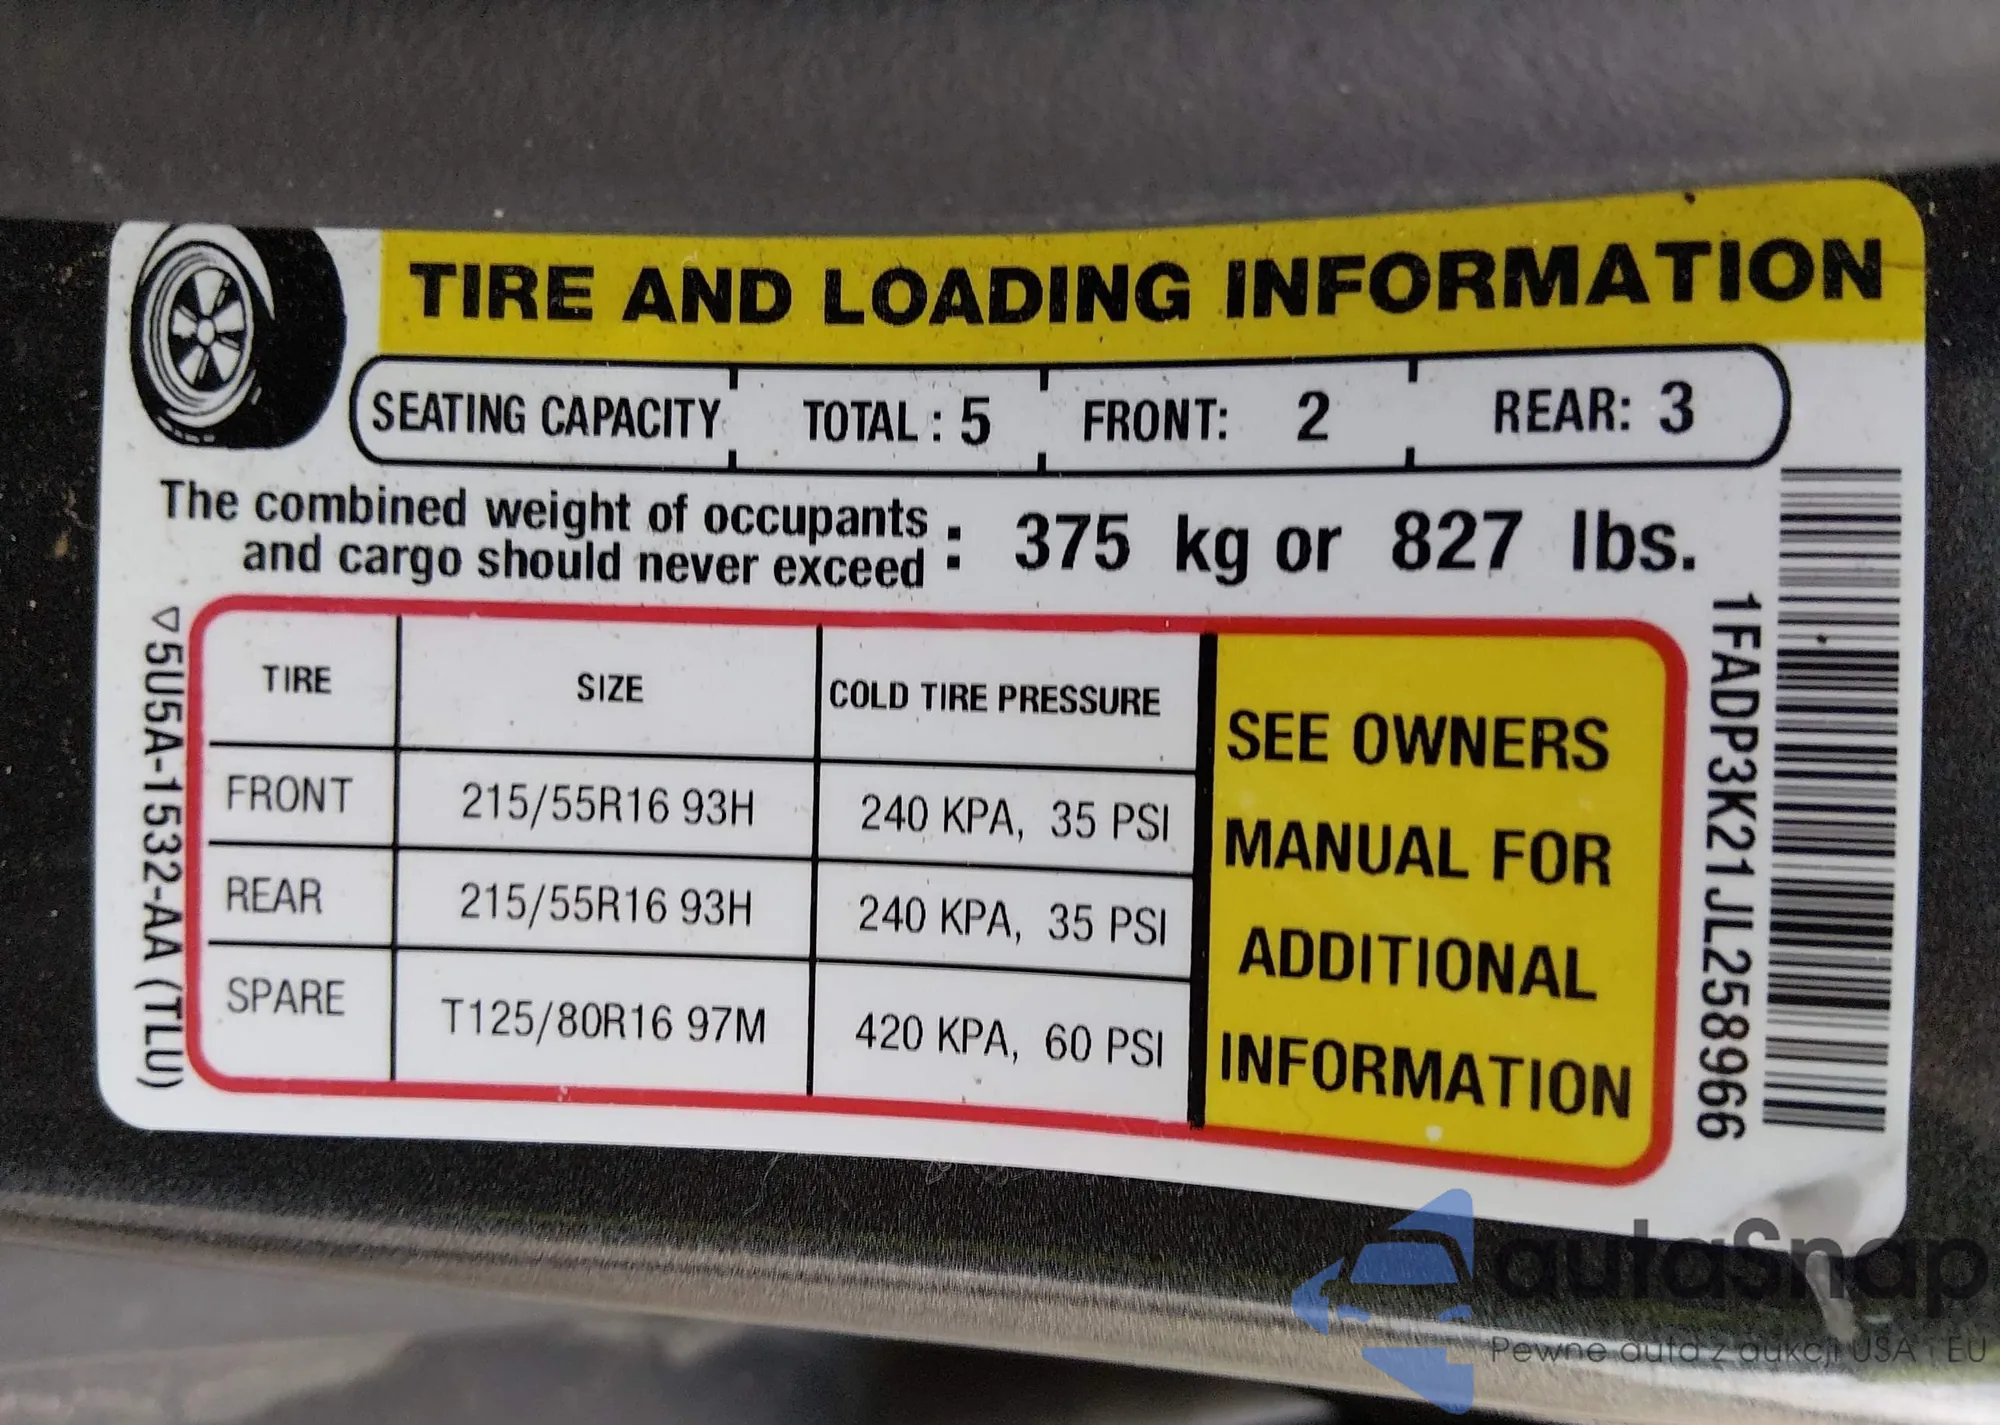 TIRE AND LOADING INFORMATION
SEATING CAPACITY TOTAL : 5 FRONT: 2 REAR: 3
The combined weight of occupants
and cargo should never exceed : 375 kg or 827 lbs.
TIRE SIZE COLD TIRE PRESSURE
FRONT 215/55R16 93H 240 KPA, 35 PSI
REAR 215/55R16 93H 240 KPA, 35 PSI
SPARE T125/80R16 97M 420 KPA, 60 PSI
SEE OWNERS
MANUAL FOR
ADDITIONAL
INFORMATION
5U5A-1532-AA (TLU)
1FADP3K21JL258966
autaSnap
Pewne auta z aukcji USA i EU